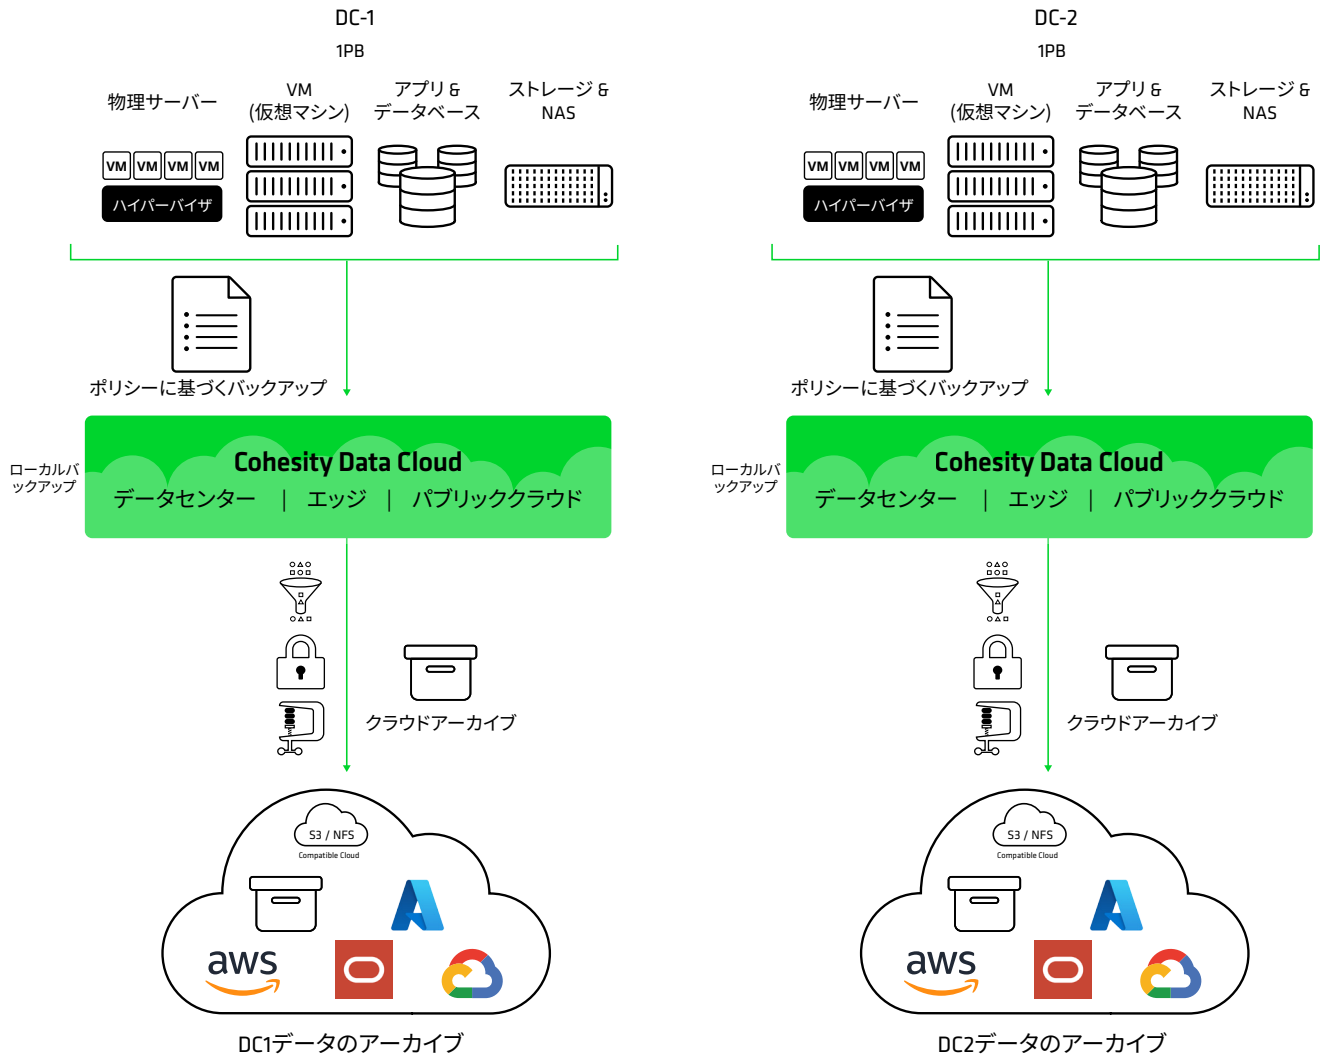 DC-1
1PB
物理サーバー
VM
(仮想マシン)
アプリ &
データベース
ストレージ &
NAS
VM VM VM VM
ハイパーバイザ
ポリシーに基づくバックアップ
ローカルバ
ックアップ
Cohesity Data Cloud
データセンター | エッジ | パブリッククラウド
クラウドアーカイブ
S3 / NFS
Compatible Cloud
aws
DC1データのアーカイブ
DC-2
1PB
物理サーバー
VM
(仮想マシン)
アプリ &
データベース
ストレージ &
NAS
VM VM VM VM
ハイパーバイザ
ポリシーに基づくバックアップ
ローカルバ
ックアップ
Cohesity Data Cloud
データセンター | エッジ | パブリッククラウド
クラウドアーカイブ
S3 / NFS
Compatible Cloud
aws
DC2データのアーカイブ